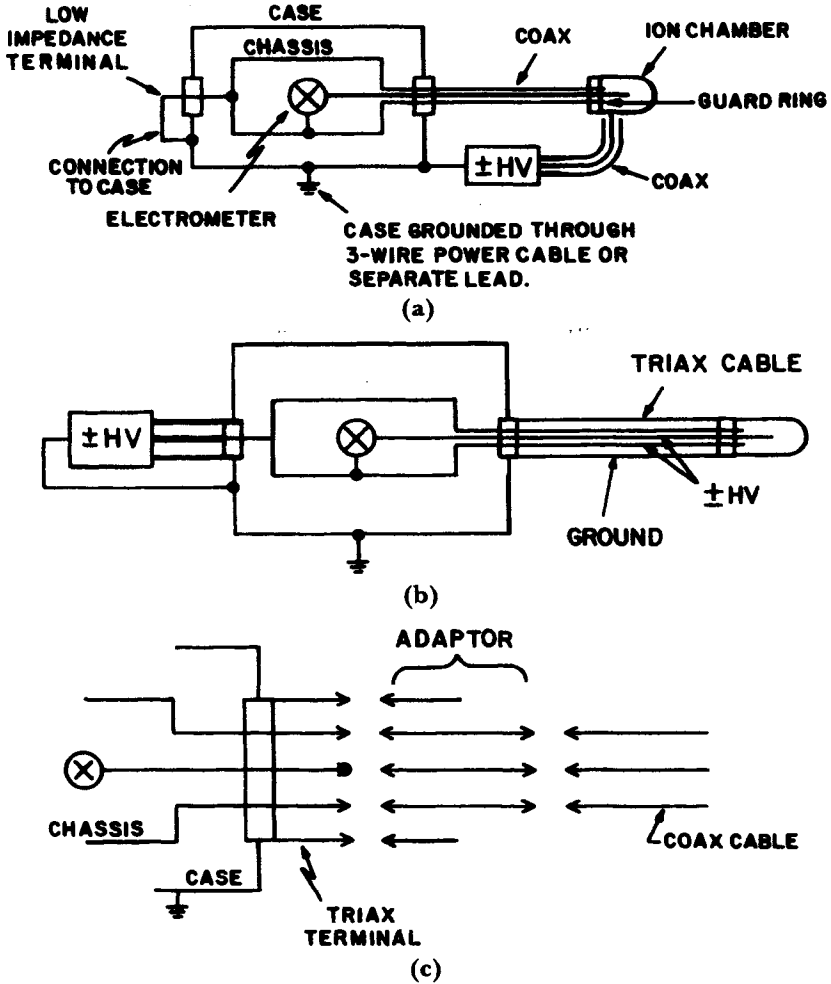 LOW
IMPEDANCE
TERMINAL
CASE
CHASSIS
COAX
ION CHAMBER
GUARD RING
CONNECTION
TO CASE
±HV
COAX
ELECTROMETER
CASE GROUNDED THROUGH
3-WIRE POWER CABLE OR
SEPARATE LEAD.
(a)
TRIAX CABLE
±HV
±HV
GROUND
(b)
ADAPTOR
CHASSIS
COAX CABLE
CASE
TRIAX
TERMINAL
(c)